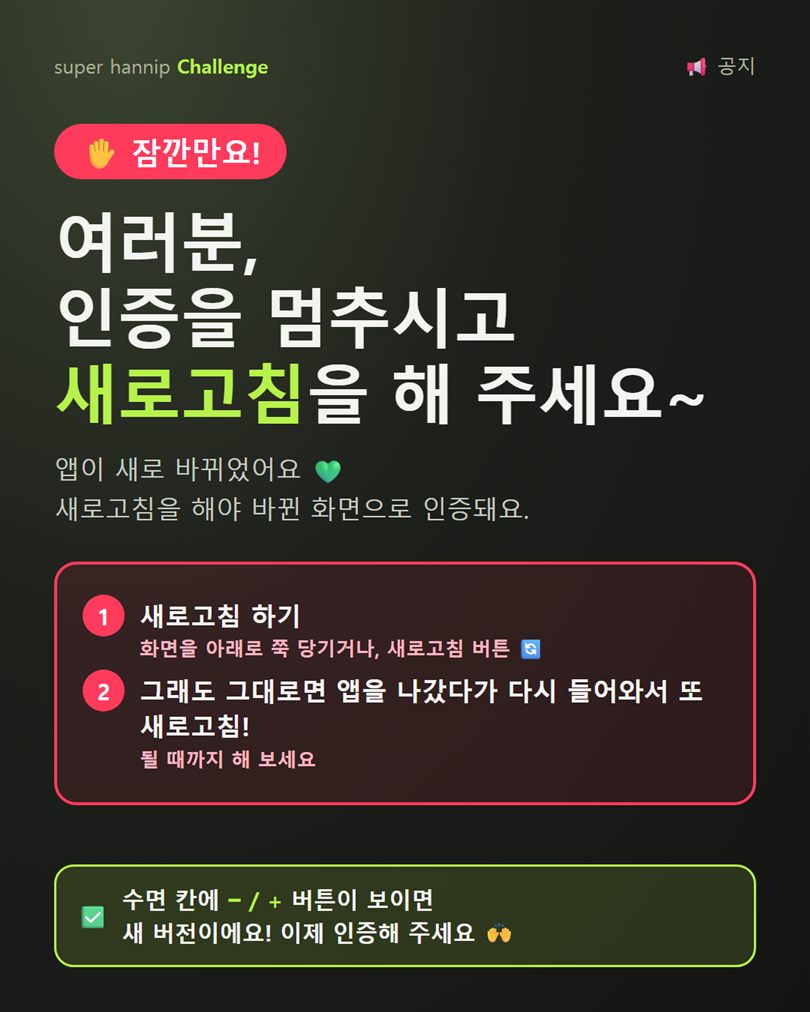 super hannip Challenge
📢 공지
✋ 잠깐만요!
여러분,
인증을 멈추시고
새로고침을 해 주세요~
앱이 새로 바뀌었어요 💚
새로고침을 해야 바뀐 화면으로 인증돼요.
1 새로고침 하기
화면을 아래로 쭉 당기거나, 새로고침 버튼 🔄
2 그래도 그대로면 앱을 나갔다가 다시 들어와서 또
새로고침!
될 때까지 해 보세요
✅ 수면 칸에 − / + 버튼이 보이면
새 버전이에요! 이제 인증해 주세요 🙌